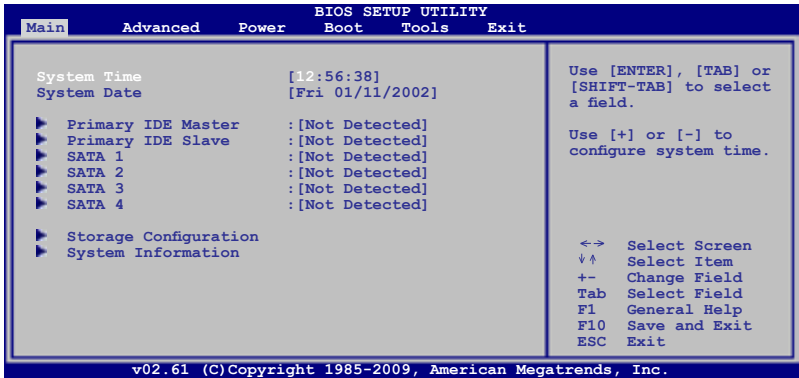 BIOS SETUP UTILITY
Main Advanced Power Boot Tools Exit
System Time [12:56:38]
System Date [Fri 01/11/2002]
Primary IDE Master :[Not Detected]
Primary IDE Slave :[Not Detected]
SATA 1 :[Not Detected]
SATA 2 :[Not Detected]
SATA 3 :[Not Detected]
SATA 4 :[Not Detected]
Storage Configuration
System Information
Use [ENTER], [TAB] or
[SHIFT-TAB] to select
a field.
Use [+] or [-] to
configure system time.
←→ Select Screen
↓↑ Select Item
+- Change Field
Tab Select Field
F1 General Help
F10 Save and Exit
ESC Exit
v02.61 (C)Copyright 1985-2009, American Megatrends, Inc.